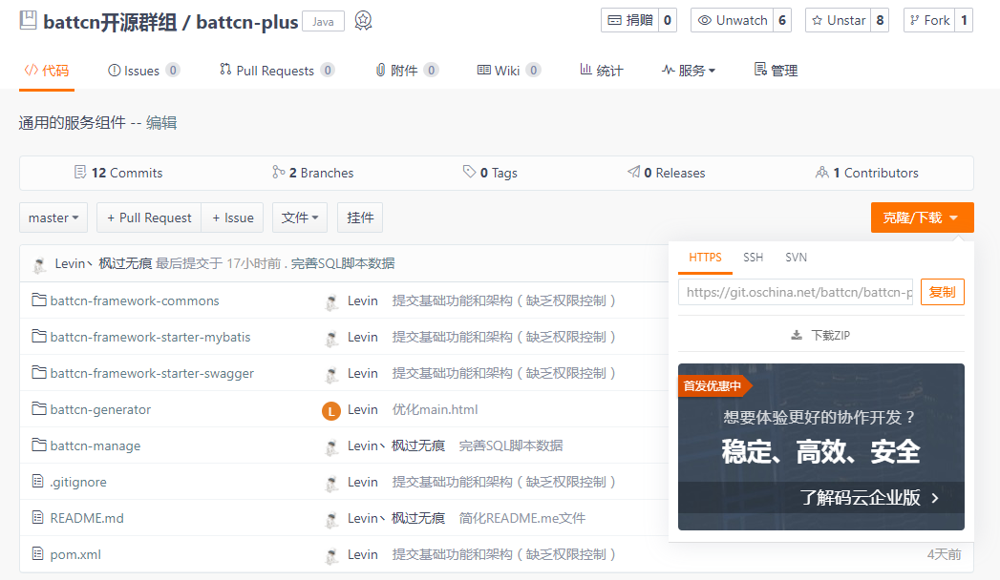 battcn开源群组 / battcn-plus Java 捐赠 0 Unwatch 6 Unstar 8 Fork 1
代码 Issues 0 Pull Requests 0 附件 0 Wiki 0 统计 服务 管理
通用的服务组件 -- 编辑
12 Commits 2 Branches 0 Tags 0 Releases 1 Contributors
master + Pull Request + Issue 文件 挂件 克隆/下载
Levin丶枫过无痕 最后提交于 17小时前 . 完善SQL脚本数据
HTTPS SSH SVN
https://git.oschina.net/battcn/battcn-p 复制
下载ZIP
首发优惠中
想要体验更好的协作开发？
稳定、高效、安全
了解码云企业版
battcn-framework-commons Levin 提交基础功能和架构（缺乏权限控制）
battcn-framework-starter-mybatis Levin 提交基础功能和架构（缺乏权限控制）
battcn-framework-starter-swagger Levin 提交基础功能和架构（缺乏权限控制）
battcn-generator L Levin 优化main.html
battcn-manage Levin丶枫过无痕 完善SQL脚本数据
.gitignore Levin 提交基础功能和架构（缺乏权限控制）
README.md Levin丶枫过无痕 简化README.me文件
pom.xml Levin 提交基础功能和架构（缺乏权限控制） 4天前